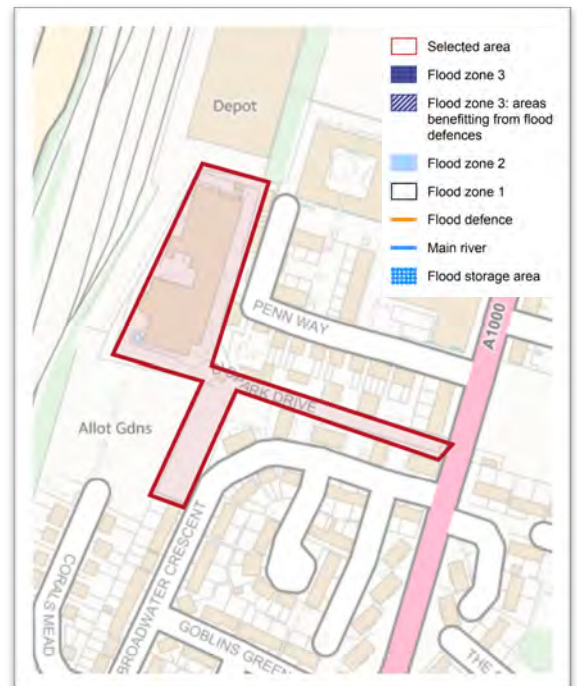 Selected area
Flood zone 3
Flood zone 3: areas
benefitting from flood
defences
Flood zone 2
Flood zone 1
Flood defence
Main river
Flood storage area
Depot
A1000
PENN WAY
PARK DRIVE
Allot Gdns
CORALS MEAD
BROADWATER CRESCENT
GOBLINS GREEN
THE